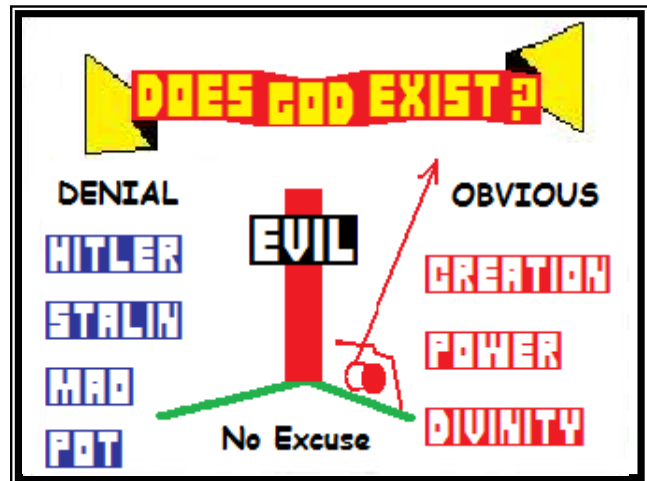 DOES GOD EXIST?
DENIAL
HITLER
STALIN
MAO
POT
EVIL
No Excuse
OBVIOUS
CREATION
POWER
DIVINITY